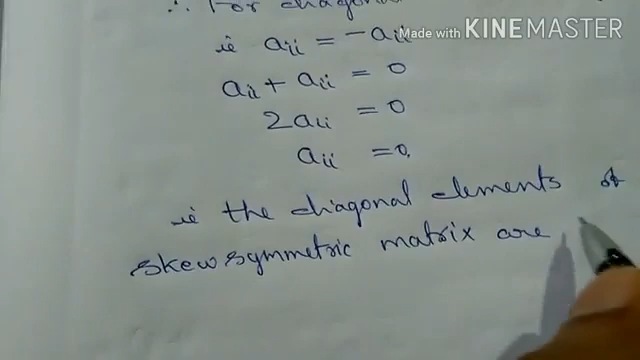 ∴ For diagonal
ie aii = -aii
Made with KINEMASTER
aii + aii = 0
2aii = 0
aii = 0.
ie the diagonal elements of
skew symmetric matrix are